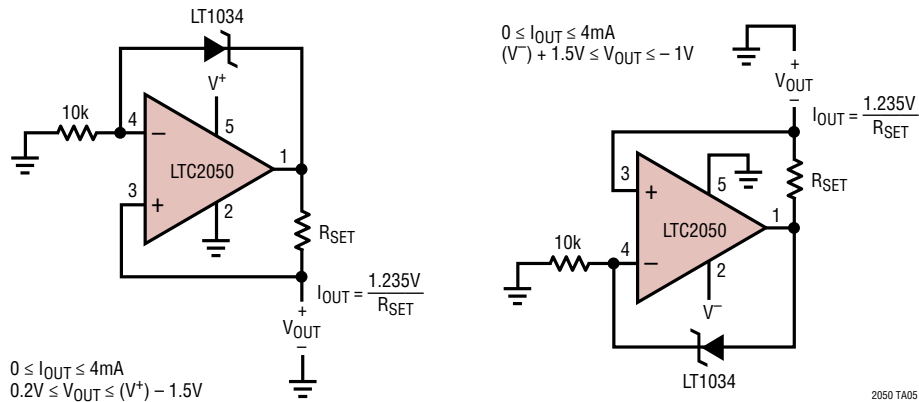 LT1034
V+
10k
4
–
5
LTC2050
1
3
+
2
RSET
IOUT = 1.235V
RSET
+
VOUT
–
0 ≤ IOUT ≤ 4mA
0.2V ≤ VOUT ≤ (V+) – 1.5V
0 ≤ IOUT ≤ 4mA
(V–) + 1.5V ≤ VOUT ≤ – 1V
+
VOUT
–
IOUT = 1.235V
RSET
3
+
5
RSET
LTC2050
1
10k
4
–
2
V–
LT1034
2050 TA05